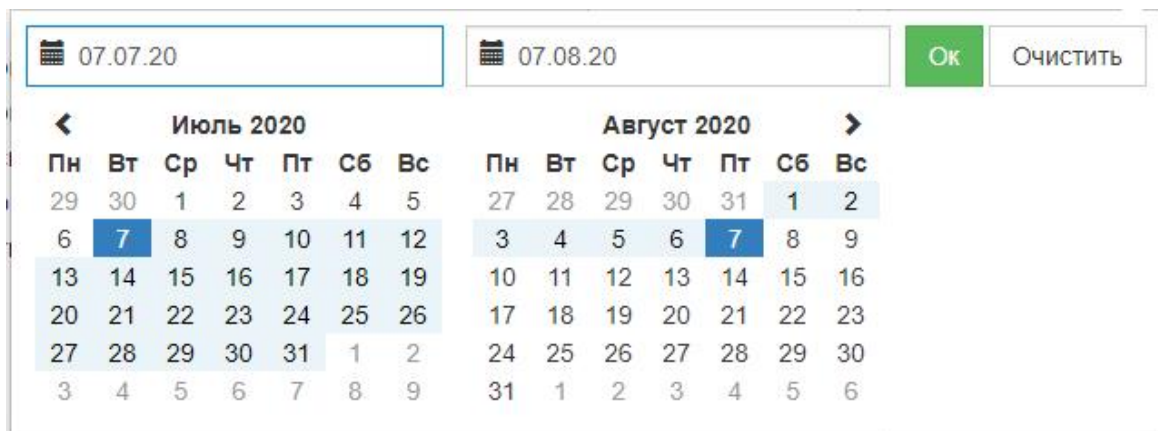 07.07.20 07.08.20 Ок Очистить
Июль 2020 Август 2020
Пн Вт Ср Чт Пт Сб Вс Пн Вт Ср Чт Пт Сб Вс
29 30 1 2 3 4 5 27 28 29 30 31 1 2
6 7 8 9 10 11 12 3 4 5 6 7 8 9
13 14 15 16 17 18 19 10 11 12 13 14 15 16
20 21 22 23 24 25 26 17 18 19 20 21 22 23
27 28 29 30 31 1 2 24 25 26 27 28 29 30
3 4 5 6 7 8 9 31 1 2 3 4 5 6